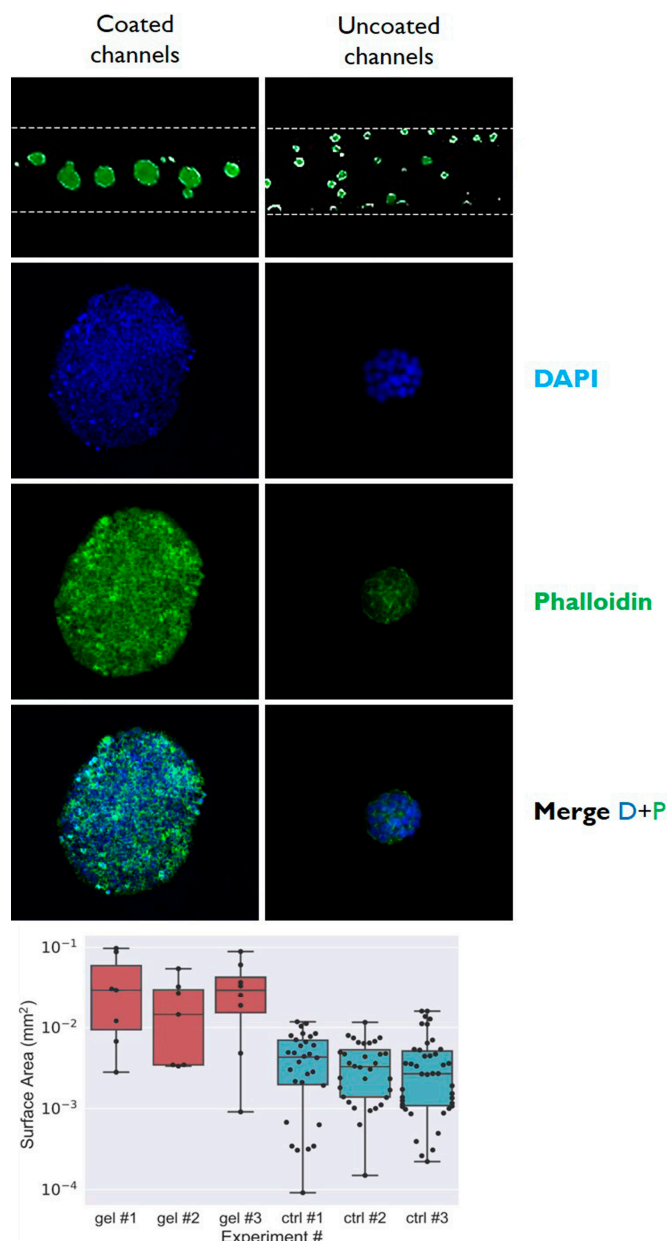 Coated
channels
Uncoated
channels
DAPI
Phalloidin
Merge D+P
Surface Area (mm²)
10⁻¹
10⁻²
10⁻³
10⁻⁴
gel #1 gel #2 gel #3 ctrl #1 ctrl #2 ctrl #3
Experiment #